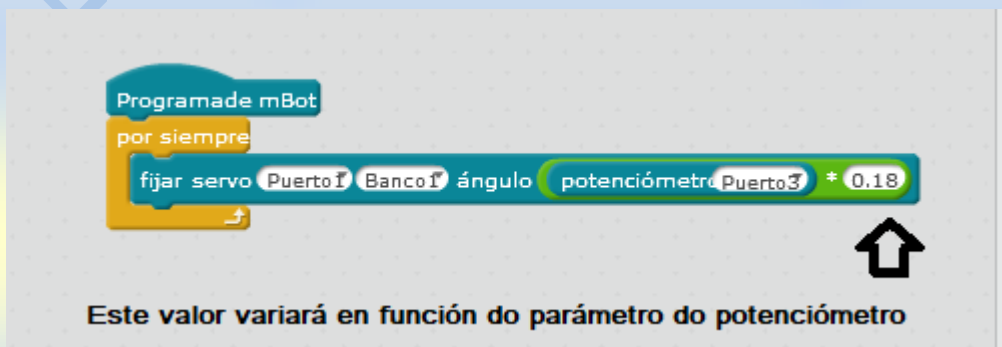 Programade mBot
por siempre
fijar servo Puerto1 Banco1 ángulo potenciómetro Puerto3 * 0.18
Este valor variará en función do parámetro do potenciómetro